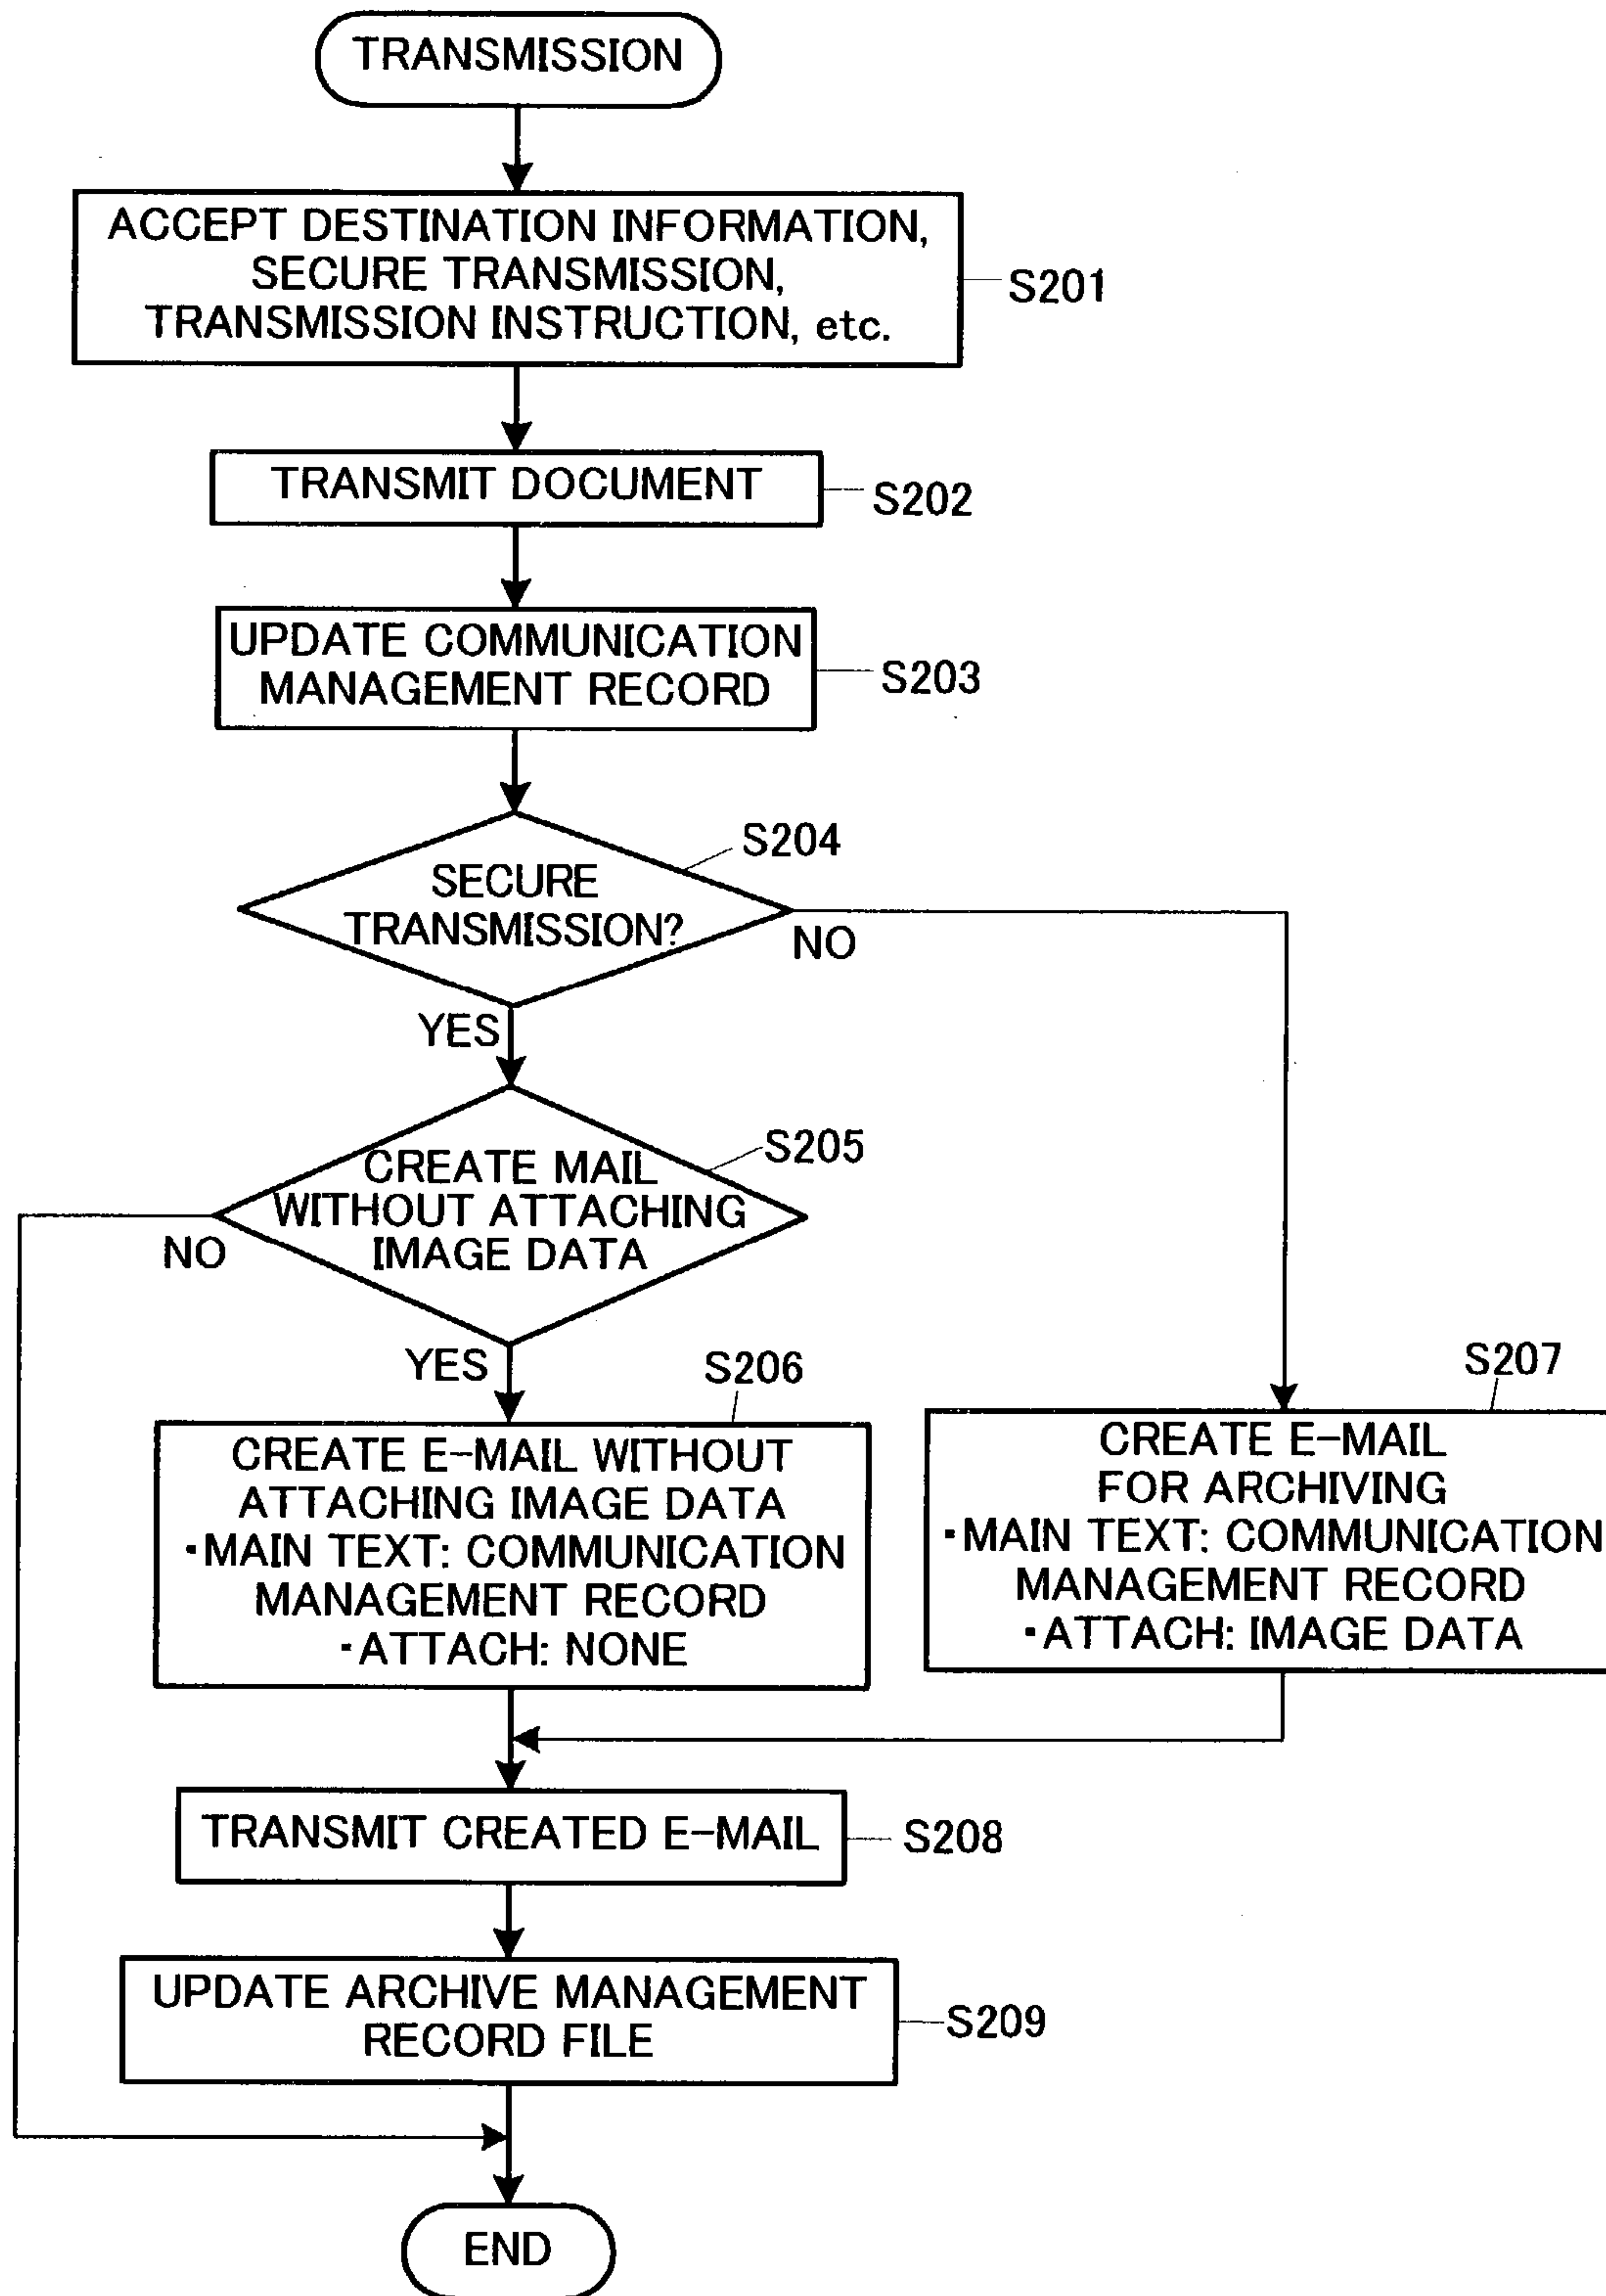 TRANSMISSION
ACCEPT DESTINATION INFORMATION,
SECURE TRANSMISSION,
TRANSMISSION INSTRUCTION, etc.
S201
TRANSMIT DOCUMENT
S202
UPDATE COMMUNICATION
MANAGEMENT RECORD
S203
S204
SECURE
TRANSMISSION?
NO
YES
S205
CREATE MAIL
WITHOUT ATTACHING
IMAGE DATA
NO
YES
S206
CREATE E-MAIL WITHOUT
ATTACHING IMAGE DATA
・MAIN TEXT: COMMUNICATION
MANAGEMENT RECORD
・ATTACH: NONE
S207
CREATE E-MAIL
FOR ARCHIVING
・MAIN TEXT: COMMUNICATION
MANAGEMENT RECORD
・ATTACH: IMAGE DATA
TRANSMIT CREATED E-MAIL
S208
UPDATE ARCHIVE MANAGEMENT
RECORD FILE
S209
END